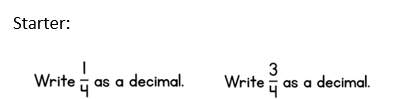 Starter:
Write 1/4 as a decimal.
Write 3/4 as a decimal.